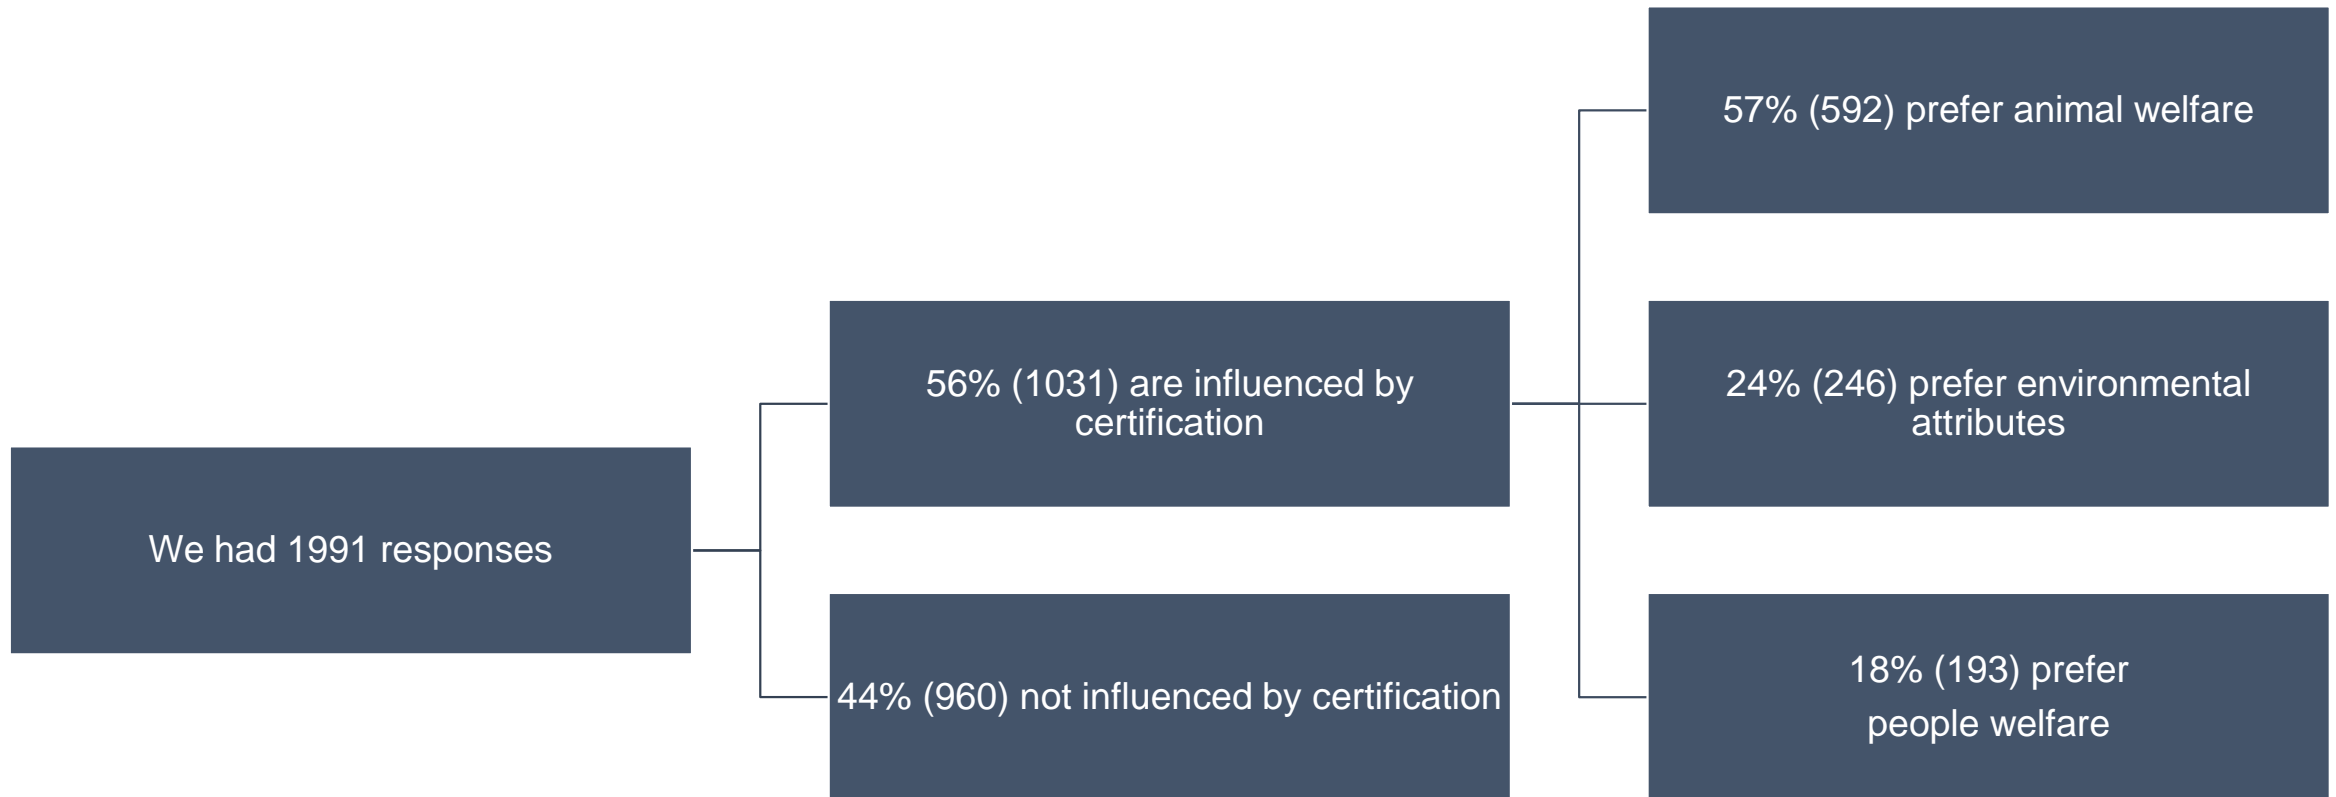 We had 1991 responses
56% (1031) are influenced by
certification
44% (960) not influenced by certification
57% (592) prefer animal welfare
24% (246) prefer environmental
attributes
18% (193) prefer
people welfare